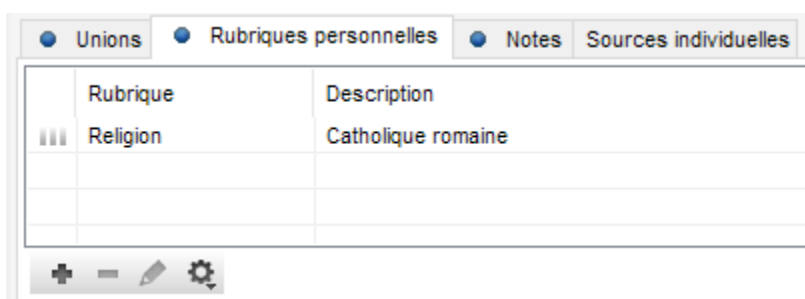 Unions Rubriques personnelles Notes Sources individuelles
Rubrique Description
Religion Catholique romaine